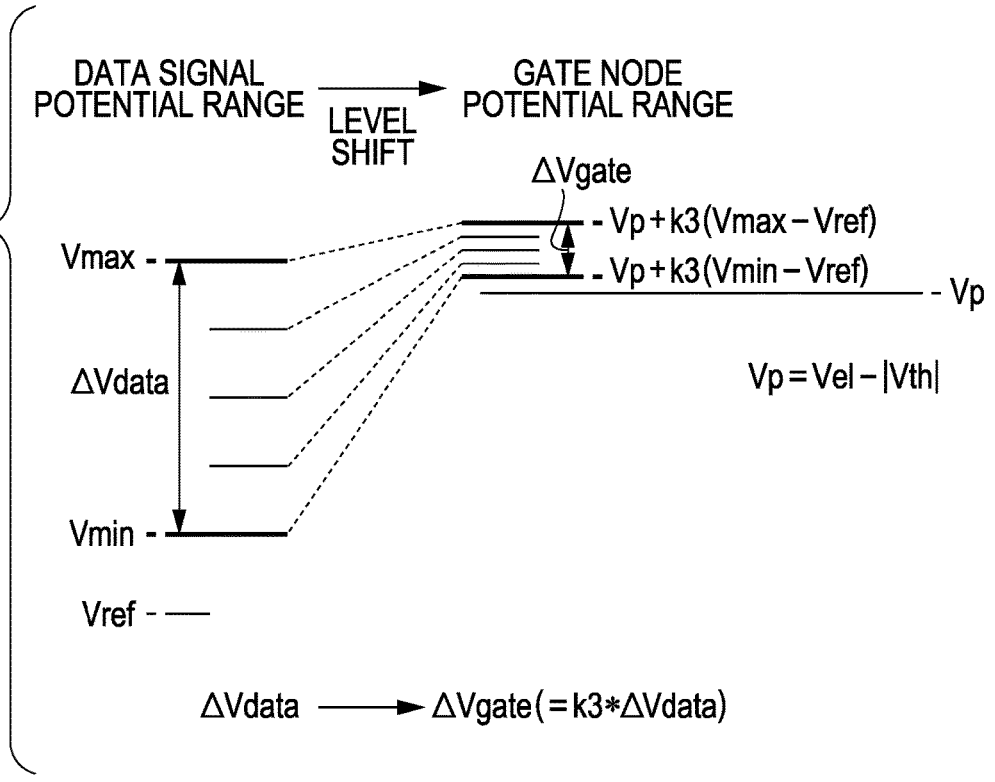 DATA SIGNAL
POTENTIAL RANGE
LEVEL
SHIFT
GATE NODE
POTENTIAL RANGE
ΔVgate
Vp+k3(Vmax−Vref)
Vmax
Vp+k3(Vmin−Vref)
Vp
ΔVdata
Vp=Vel−|Vth|
Vmin
Vref
ΔVdata → ΔVgate(=k3*ΔVdata)